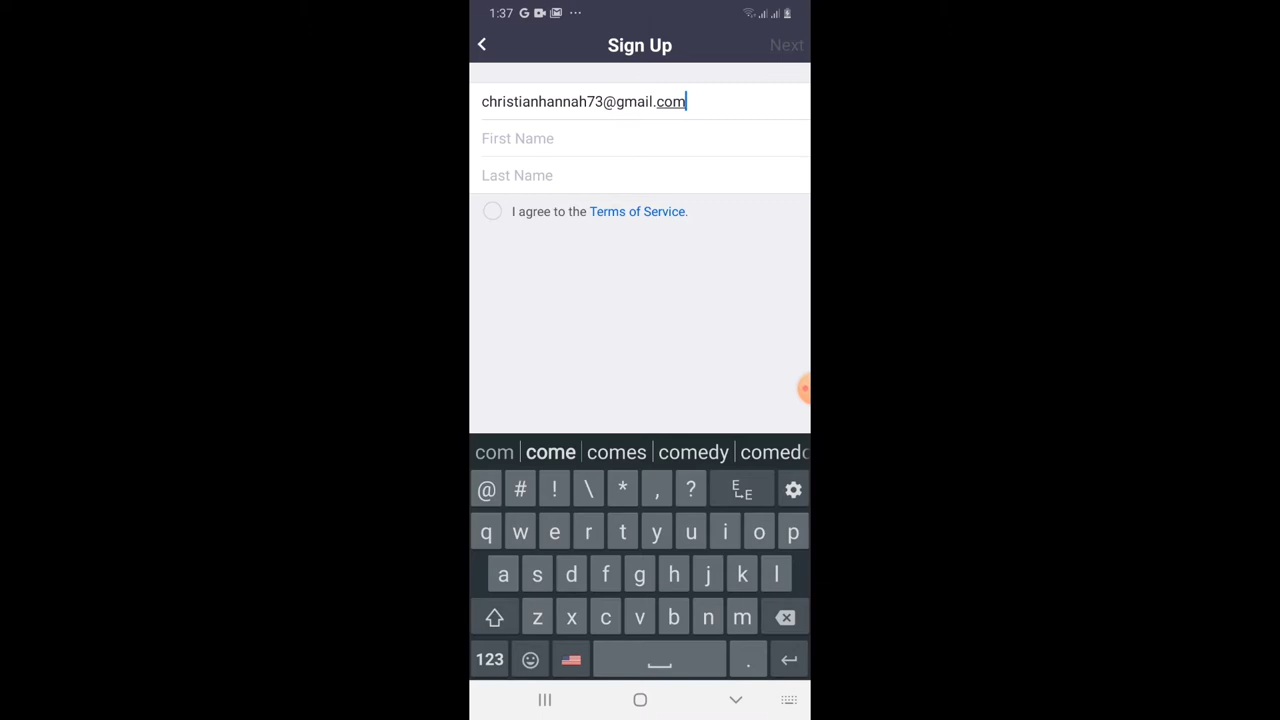 1:37 G ...
Sign Up Next
christianhannah73@gmail.com
First Name
Last Name
I agree to the Terms of Service.
com come comes comedy comedo
@ # ! \ * , ? E E
q w e r t y u i o p
a s d f g h j k l
z x c v b n m
123 .